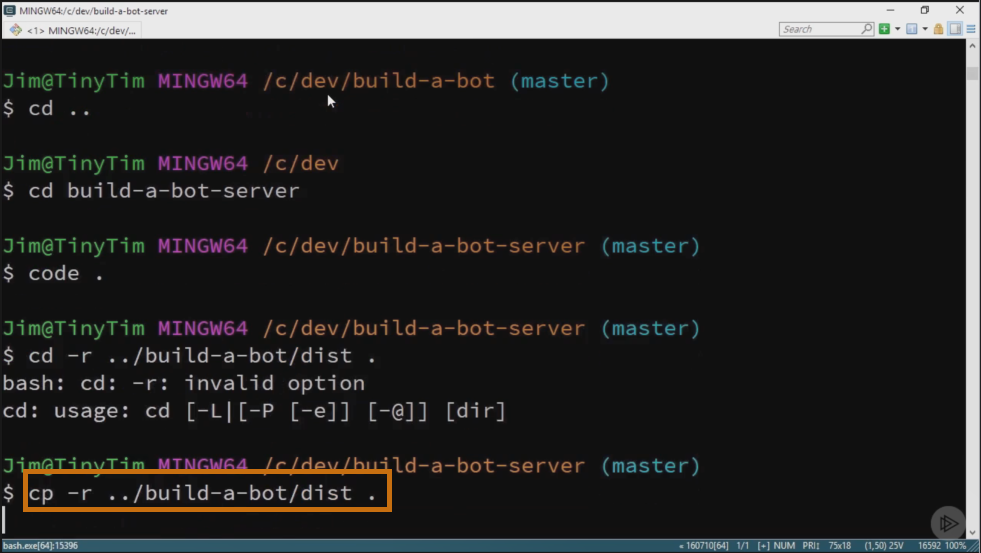 MINGW64:/c/dev/build-a-bot-server
<1> MINGW64:/c/dev/...
Search
Jim@TinyTim MINGW64 /c/dev/build-a-bot (master)
$ cd ..
Jim@TinyTim MINGW64 /c/dev
$ cd build-a-bot-server
Jim@TinyTim MINGW64 /c/dev/build-a-bot-server (master)
$ code .
Jim@TinyTim MINGW64 /c/dev/build-a-bot-server (master)
$ cd -r ../build-a-bot/dist .
bash: cd: -r: invalid option
cd: usage: cd [-L|[-P [-e]] [-@]] [dir]
Jim@TinyTim MINGW64 /c/dev/build-a-bot-server (master)
$ cp -r ../build-a-bot/dist .
bash.exe[64]:15396 « 160710[64] 1/1 [+] NUM PRI↕ 75x18 (1,50) 25V 16592 100%